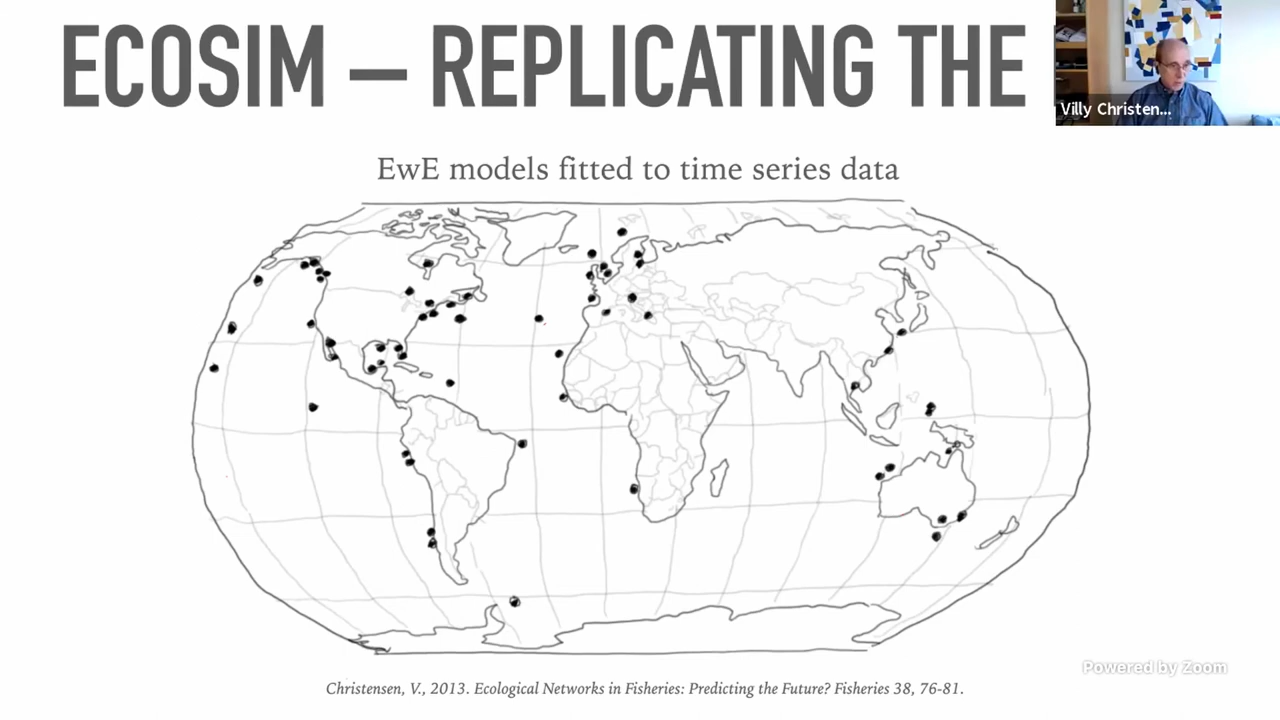 ECOSIM — REPLICATING THE
Villy Christen...
EwE models fitted to time series data
Powered by Zoom
Christensen, V., 2013. Ecological Networks in Fisheries: Predicting the Future? Fisheries 38, 76-81.